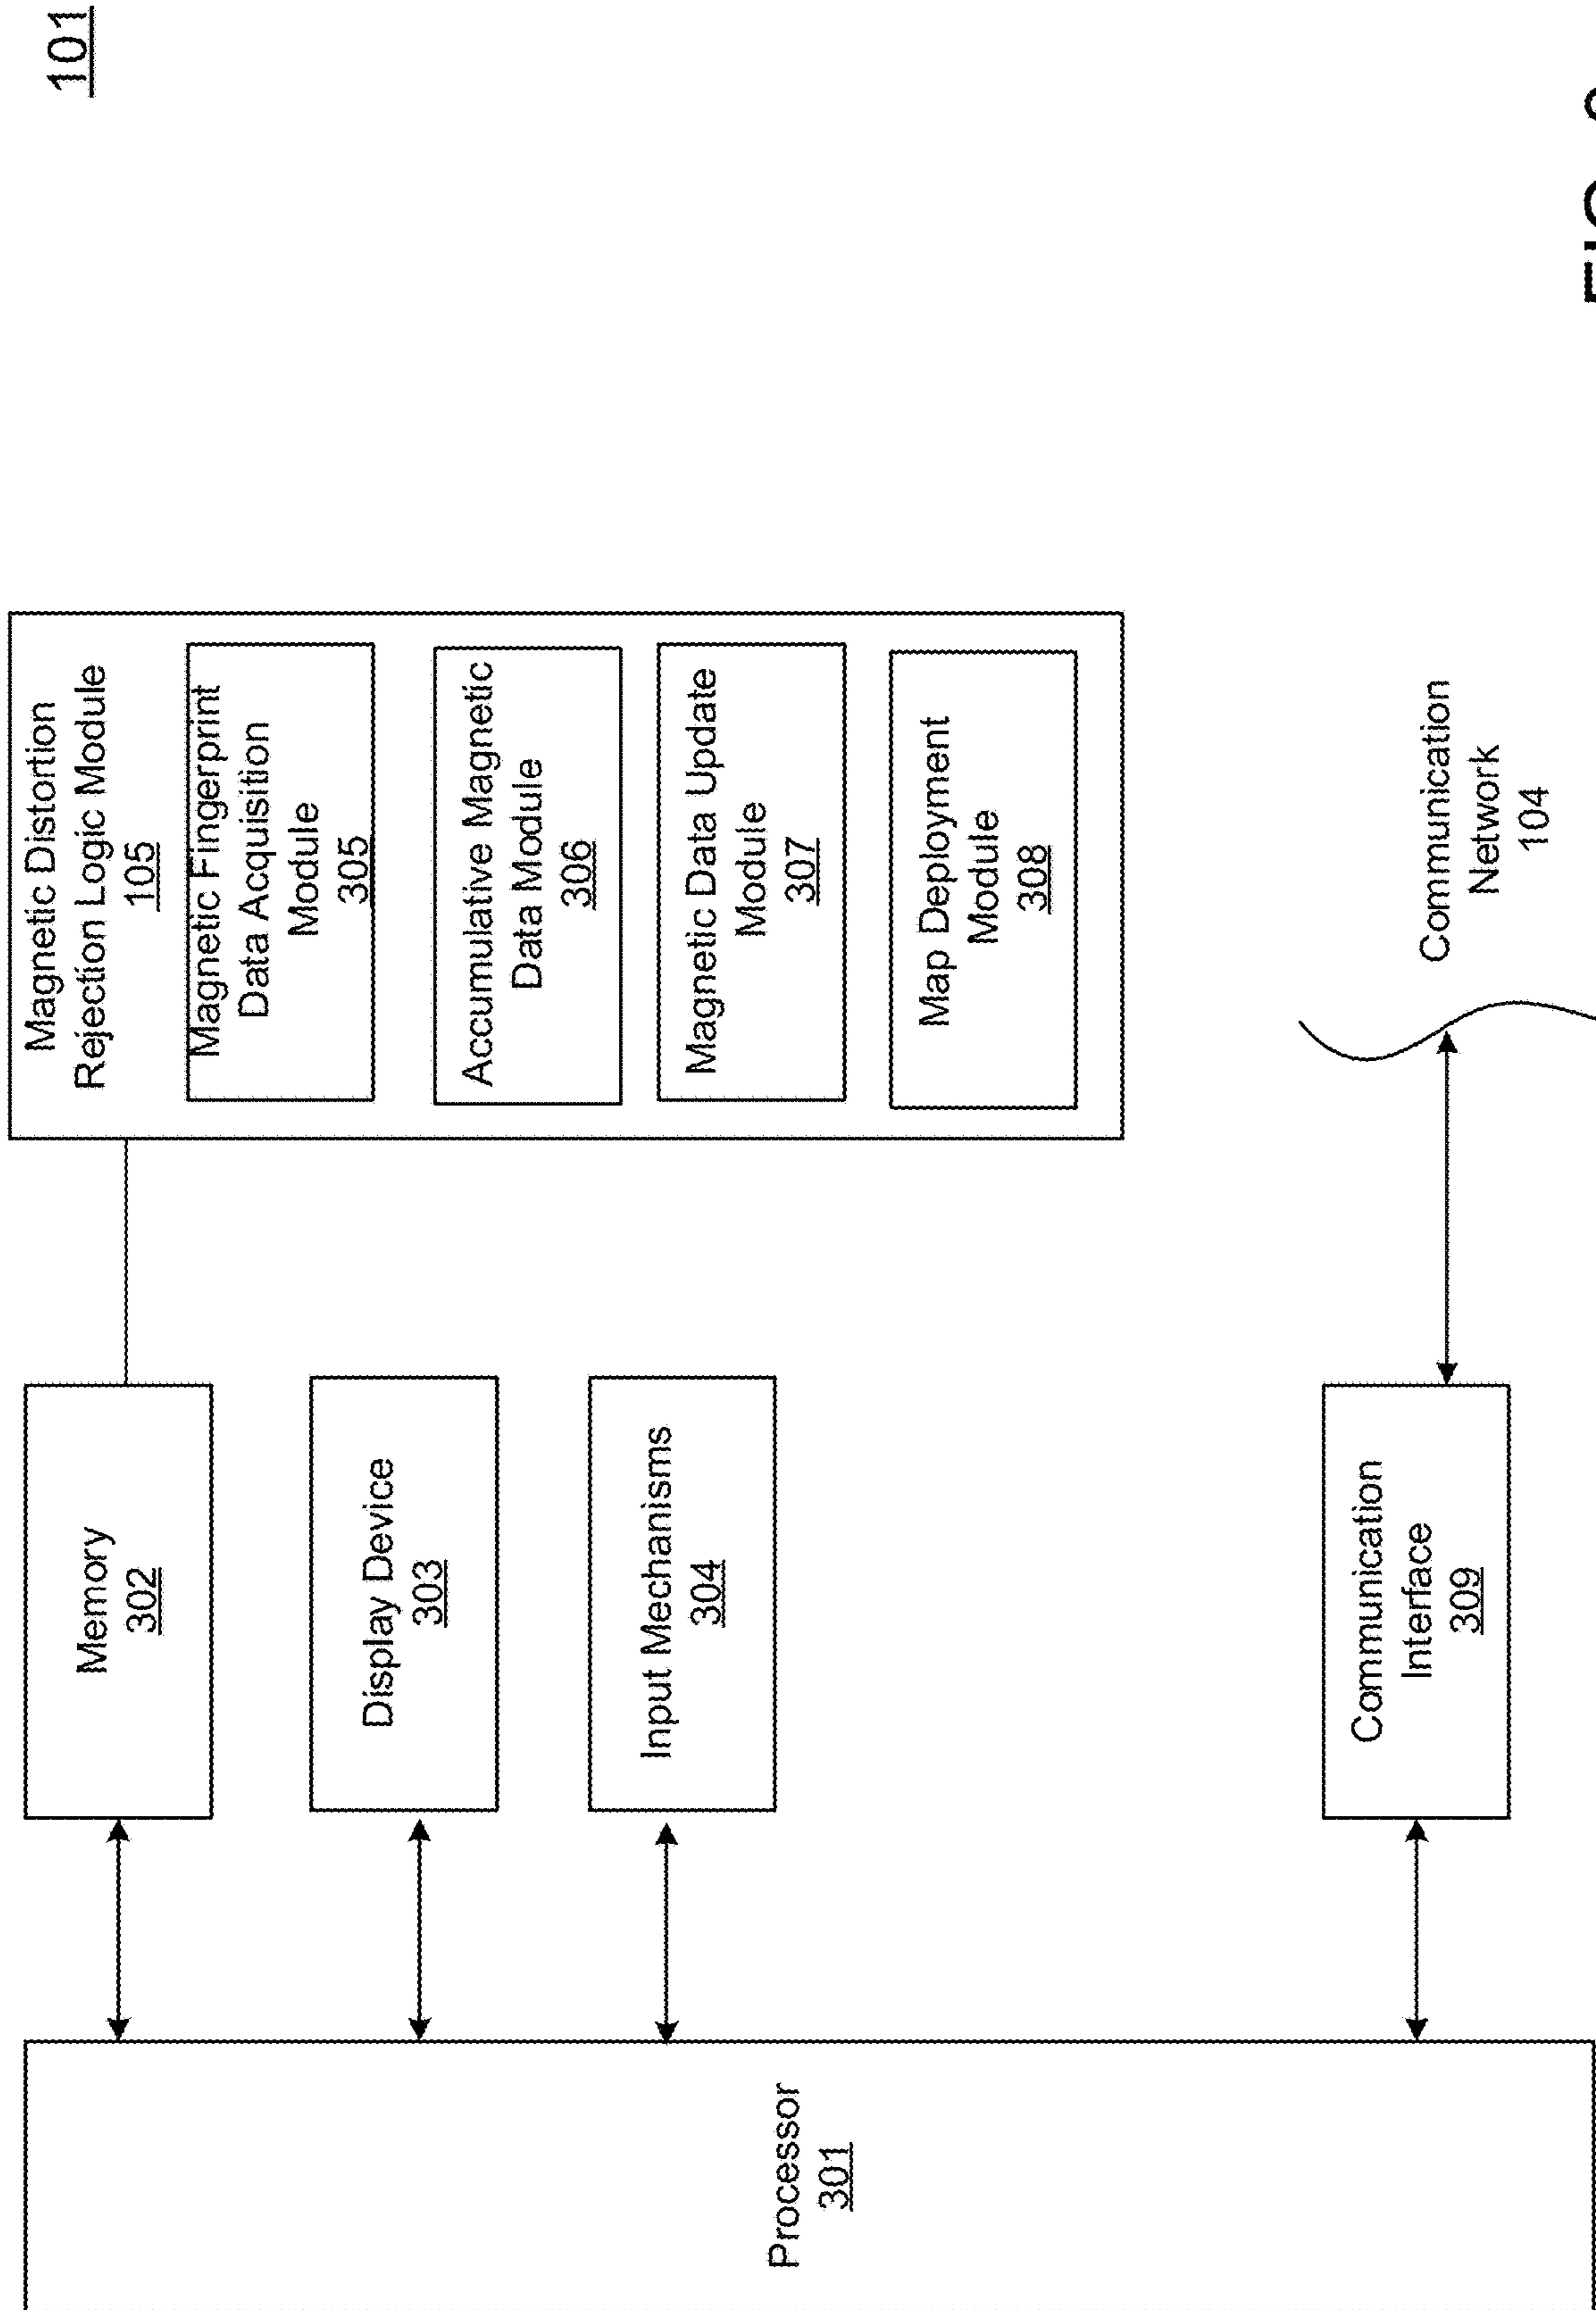 101
Processor
301
Memory
302
Display Device
303
Input Mechanisms
304
Communication
Interface
309
Magnetic Distortion
Rejection Logic Module
105
Magnetic Fingerprint
Data Acquisition
Module
305
Accumulative Magnetic
Data Module
306
Magnetic Data Update
Module
307
Map Deployment
Module
308
Communication
Network
104
FIG.